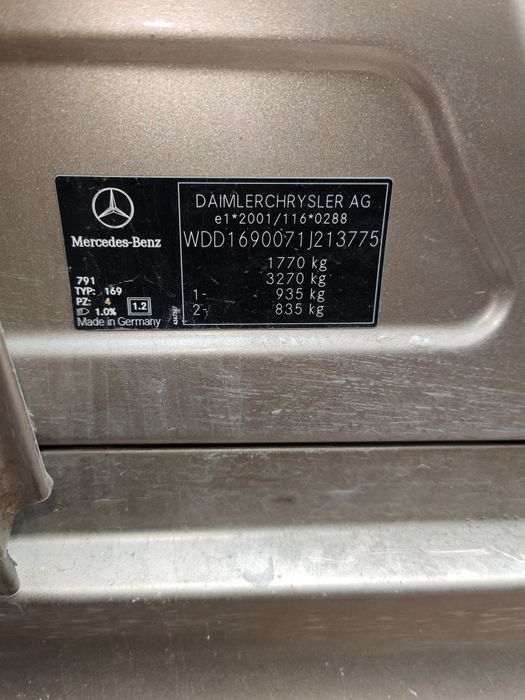 Mercedes-Benz
791
TYP: 169
PZ: 4
1.0%
1.2
Made in Germany
DAIMLERCHRYSLER AG
e1*2001/116*0288
WDD1690071J213775
1770 kg
3270 kg
1- 935 kg
2- 835 kg